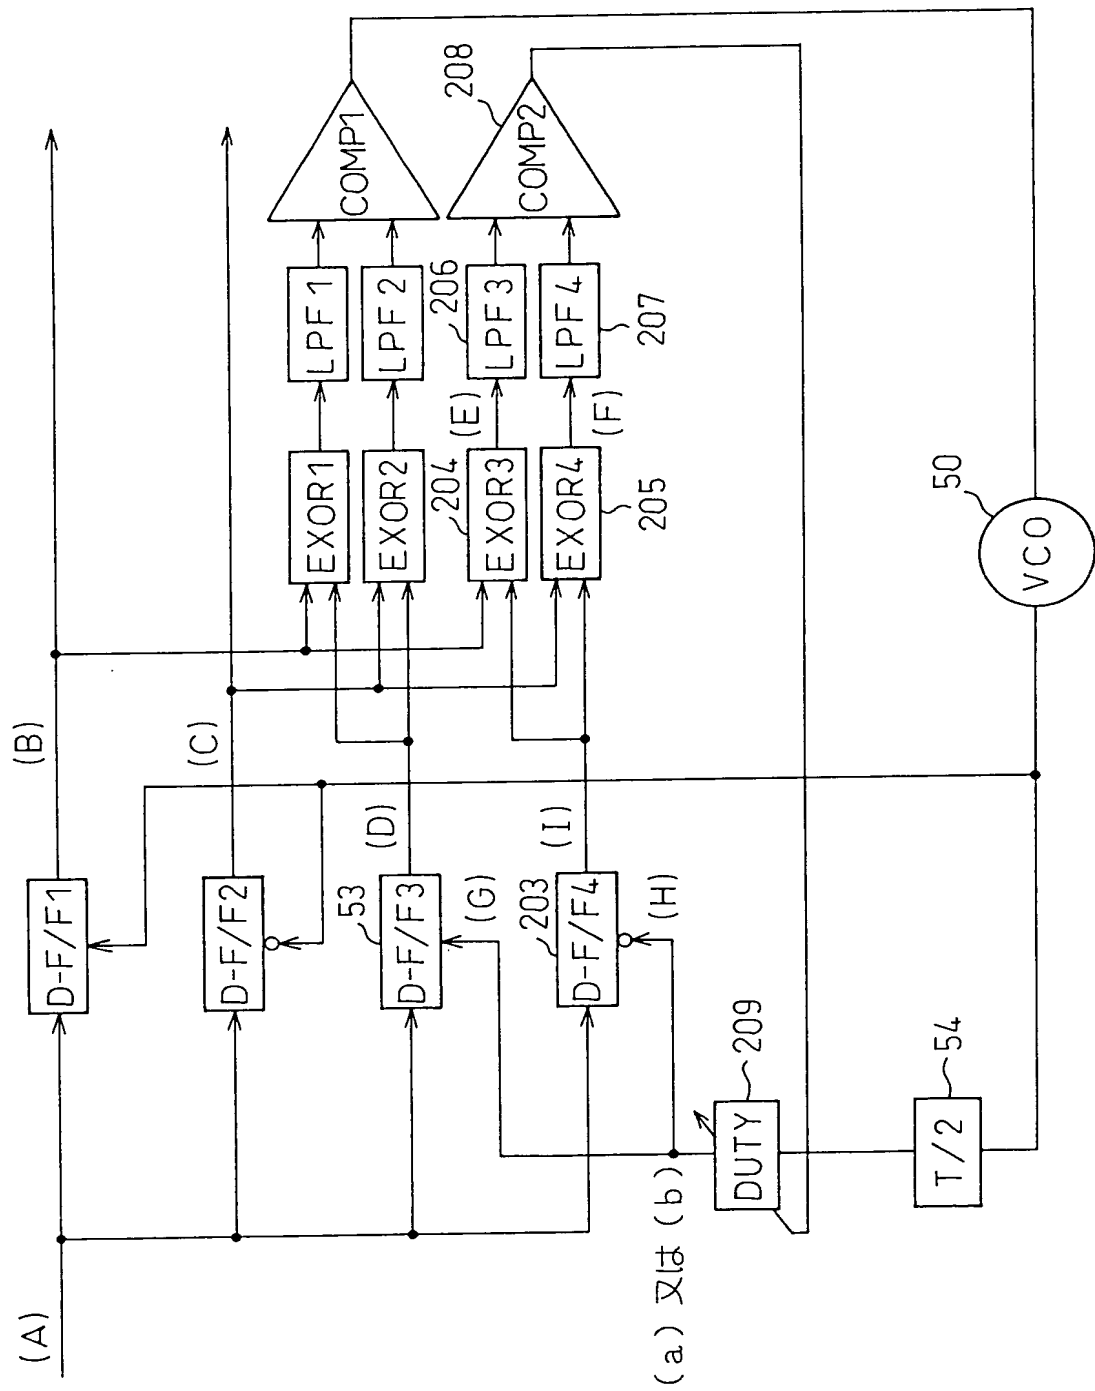 (A)
(B)
(C)
(D)
(I)
(G)
(H)
(E)
(F)
D-F/F1
D-F/F2
53
D-F/F3
203
D-F/F4
EXOR1
EXOR2
204
EXOR3
EXOR4
205
LPF1
LPF2
206
LPF3
LPF4
207
COMP1
208
COMP2
(a)又は(b)
DUTY
209
T/2
54
50
VCO